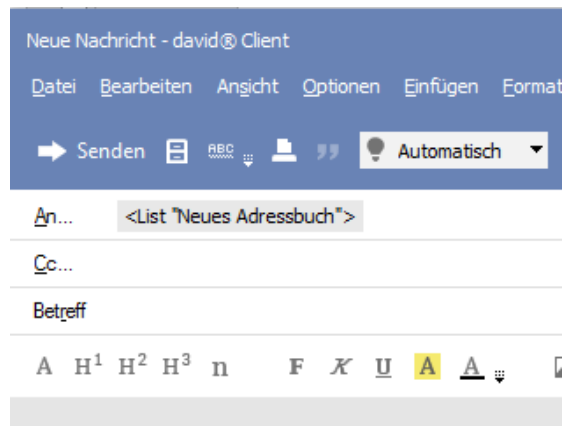 Neue Nachricht - david® Client
Datei Bearbeiten Ansicht Optionen Einfügen Format
Senden ABC Automatisch
An... <List "Neues Adressbuch">
Cc...
Betreff
A H1 H2 H3 n F K U A A